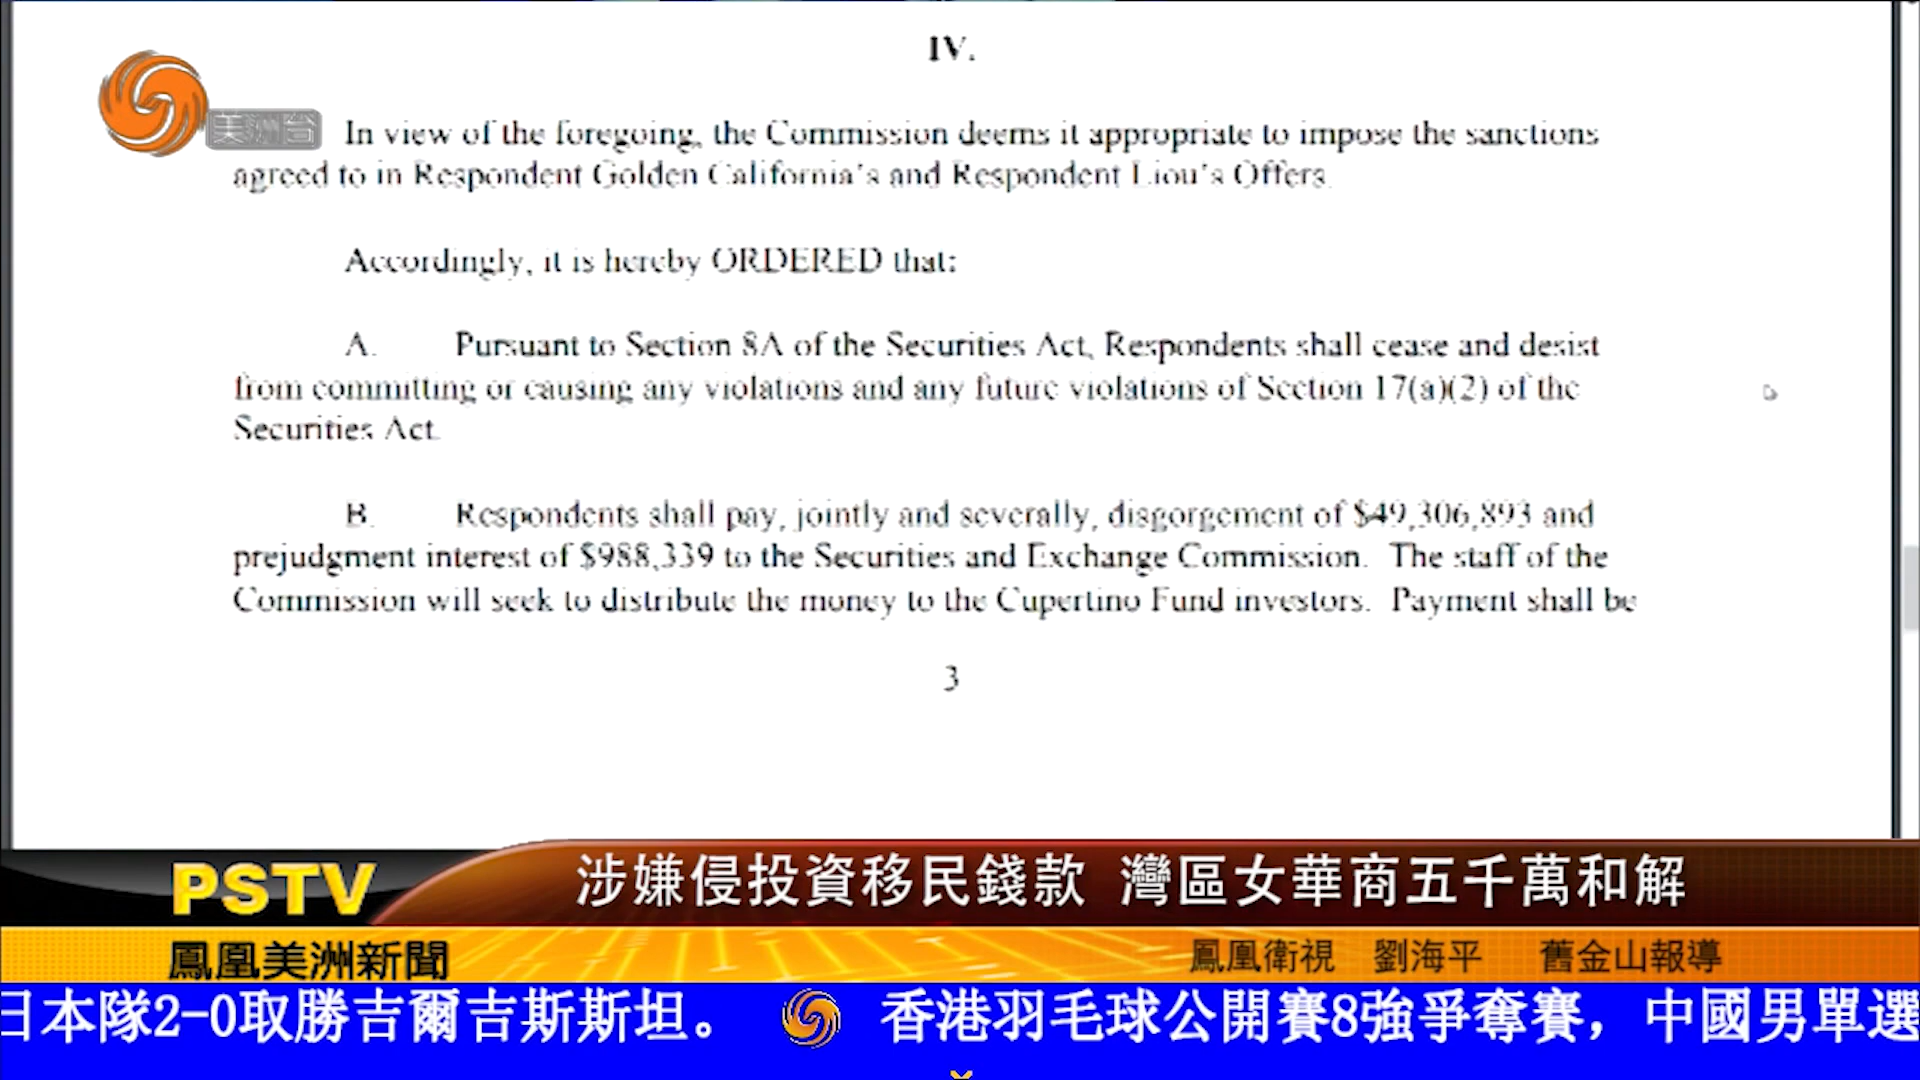 IV.
美洲台
In view of the foregoing, the Commission deems it appropriate to impose the sanctions
agreed to in Respondent Golden California's and Respondent Liou's Offers.
Accordingly, it is hereby ORDERED that:
A. Pursuant to Section 8A of the Securities Act, Respondents shall cease and desist
from committing or causing any violations and any future violations of Section 17(a)(2) of the
Securities Act.
B. Respondents shall pay, jointly and severally, disgorgement of $49,306,893 and
prejudgment interest of $988,339 to the Securities and Exchange Commission. The staff of the
Commission will seek to distribute the money to the Cupertino Fund investors. Payment shall be
3
PSTV
涉嫌侵投資移民錢款 灣區女華商五千萬和解
鳳凰美洲新聞
鳳凰衛視 劉海平 舊金山報導
日本隊2-0取勝吉爾吉斯斯坦。 香港羽毛球公開賽8強爭奪賽，中國男單選